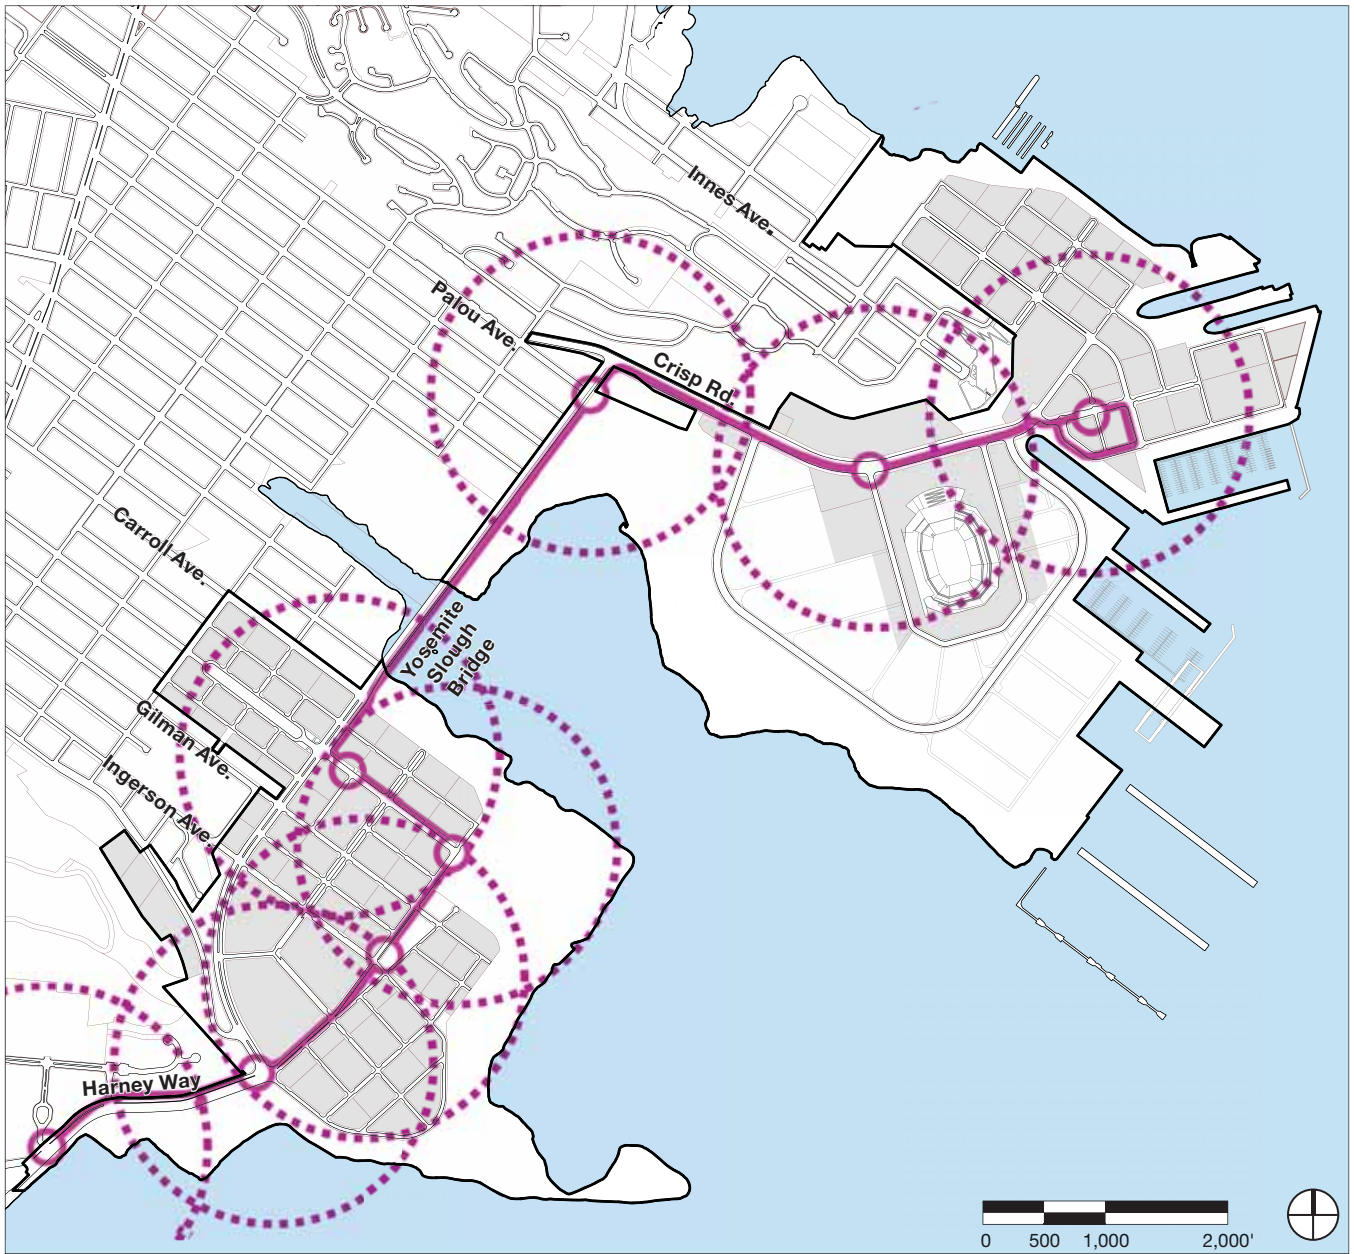 Innes Ave.
Palou Ave.
Crisp Rd.
Carroll Ave.
Yosemite
Slough
Bridge
Gilman Ave.
Ingerson Ave.
Harney Way
0 500 1,000 2,000'